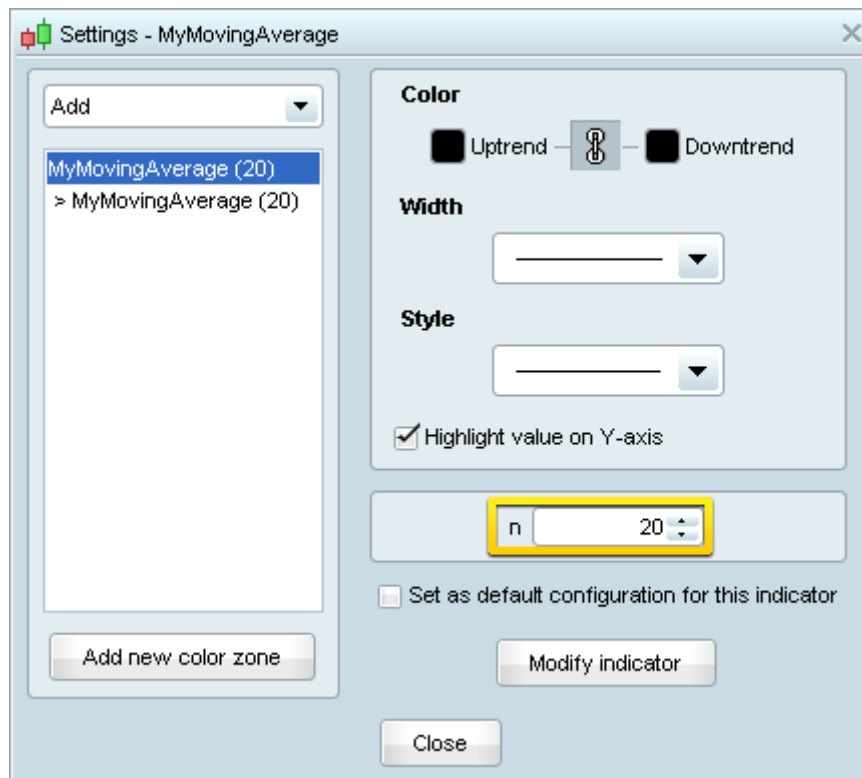 Settings - MyMovingAverage
Add
MyMovingAverage (20)
> MyMovingAverage (20)
Add new color zone
Color
Uptrend
Downtrend
Width
Style
Highlight value on Y-axis
n 20
Set as default configuration for this indicator
Modify indicator
Close